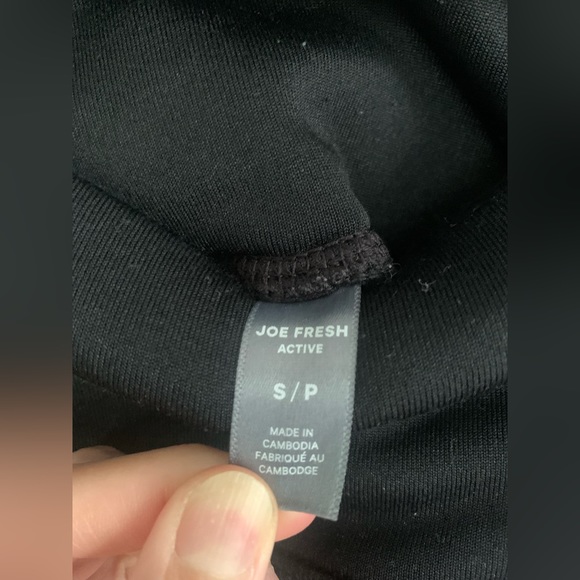 JOE FRESH
ACTIVE
S/P
MADE IN
CAMBODIA
FABRIQUÉ AU
CAMBODGE